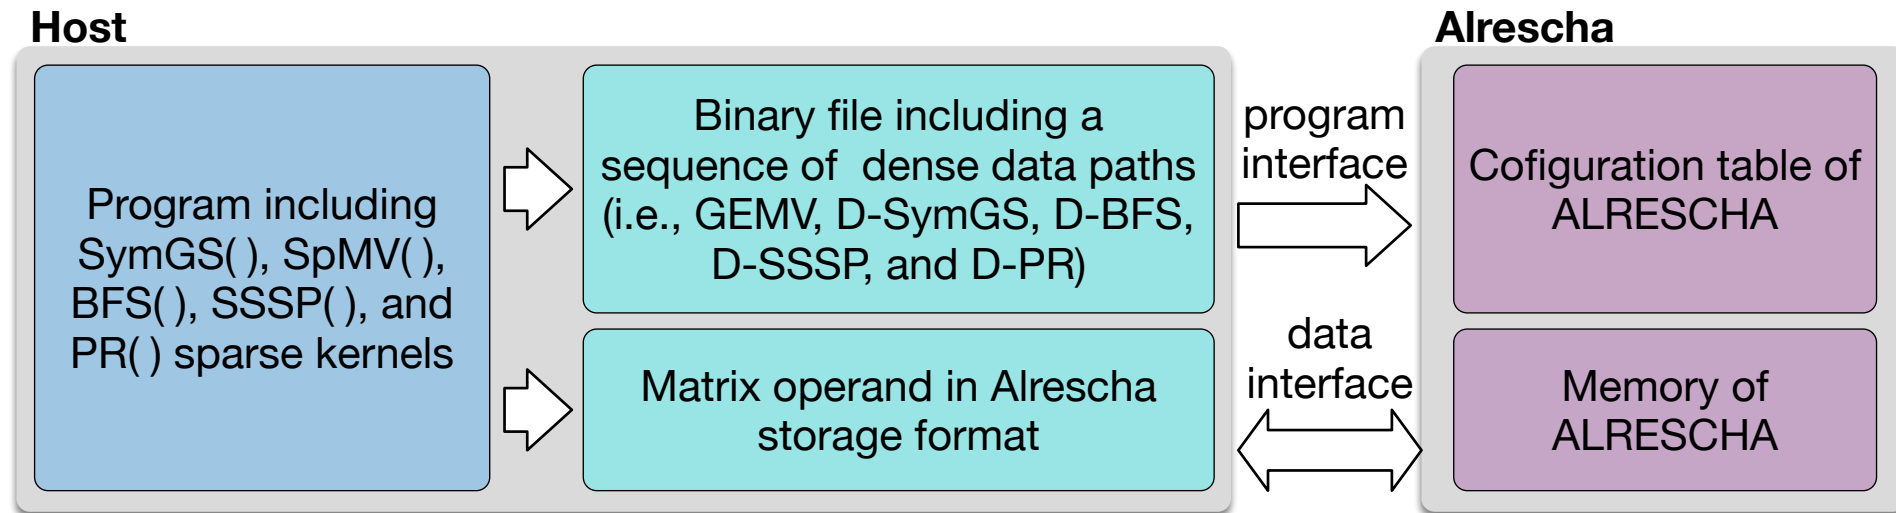 Host
Alrescha
Program including
SymGS( ), SpMV( ),
BFS( ), SSSP( ), and
PR( ) sparse kernels
Binary file including a
sequence of dense data paths
(i.e., GEMV, D-SymGS, D-BFS,
D-SSSP, and D-PR)
Matrix operand in Alrescha
storage format
program
interface
data
interface
Cofiguration table of
ALRESCHA
Memory of
ALRESCHA